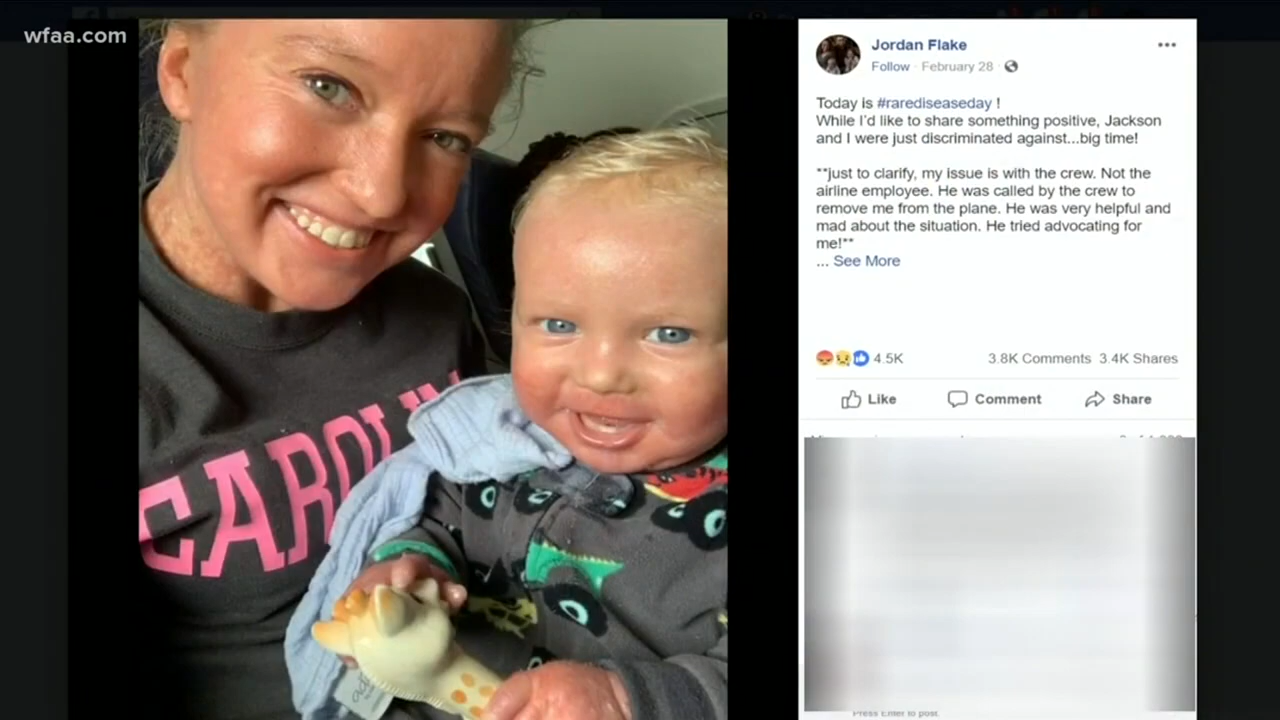 wfaa.com
Jordan Flake
Follow · February 28 ·
Today is #rarediseaseday !
While I'd like to share something positive, Jackson
and I were just discriminated against...big time!
**just to clarify, my issue is with the crew. Not the
airline employee. He was called by the crew to
remove me from the plane. He was very helpful and
mad about the situation. He tried advocating for
me!**
... See More
4.5K
3.8K Comments 3.4K Shares
Like Comment Share
Press Enter to post.
CAROLIN